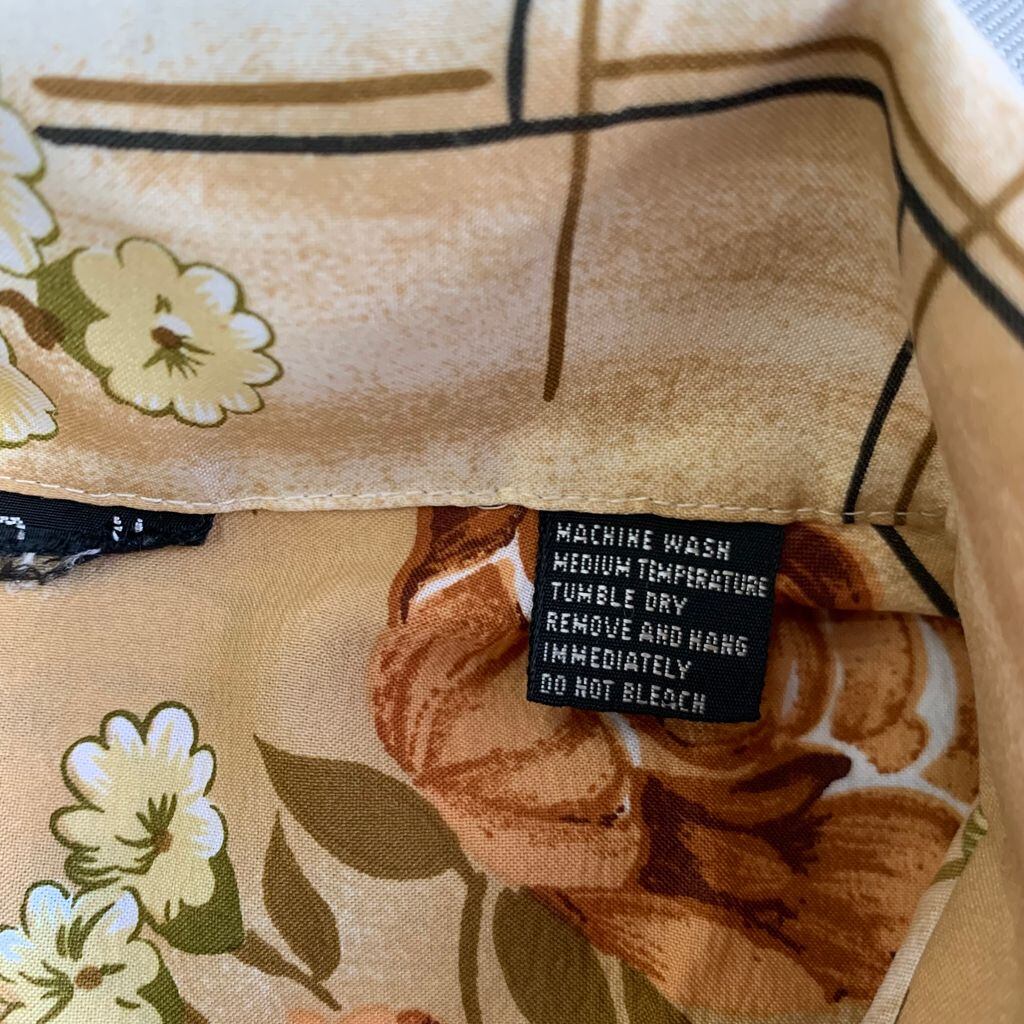 MACHINE WASH
MEDIUM TEMPERATURE
TUMBLE DRY
REMOVE AND HANG
IMMEDIATELY
DO NOT BLEACH